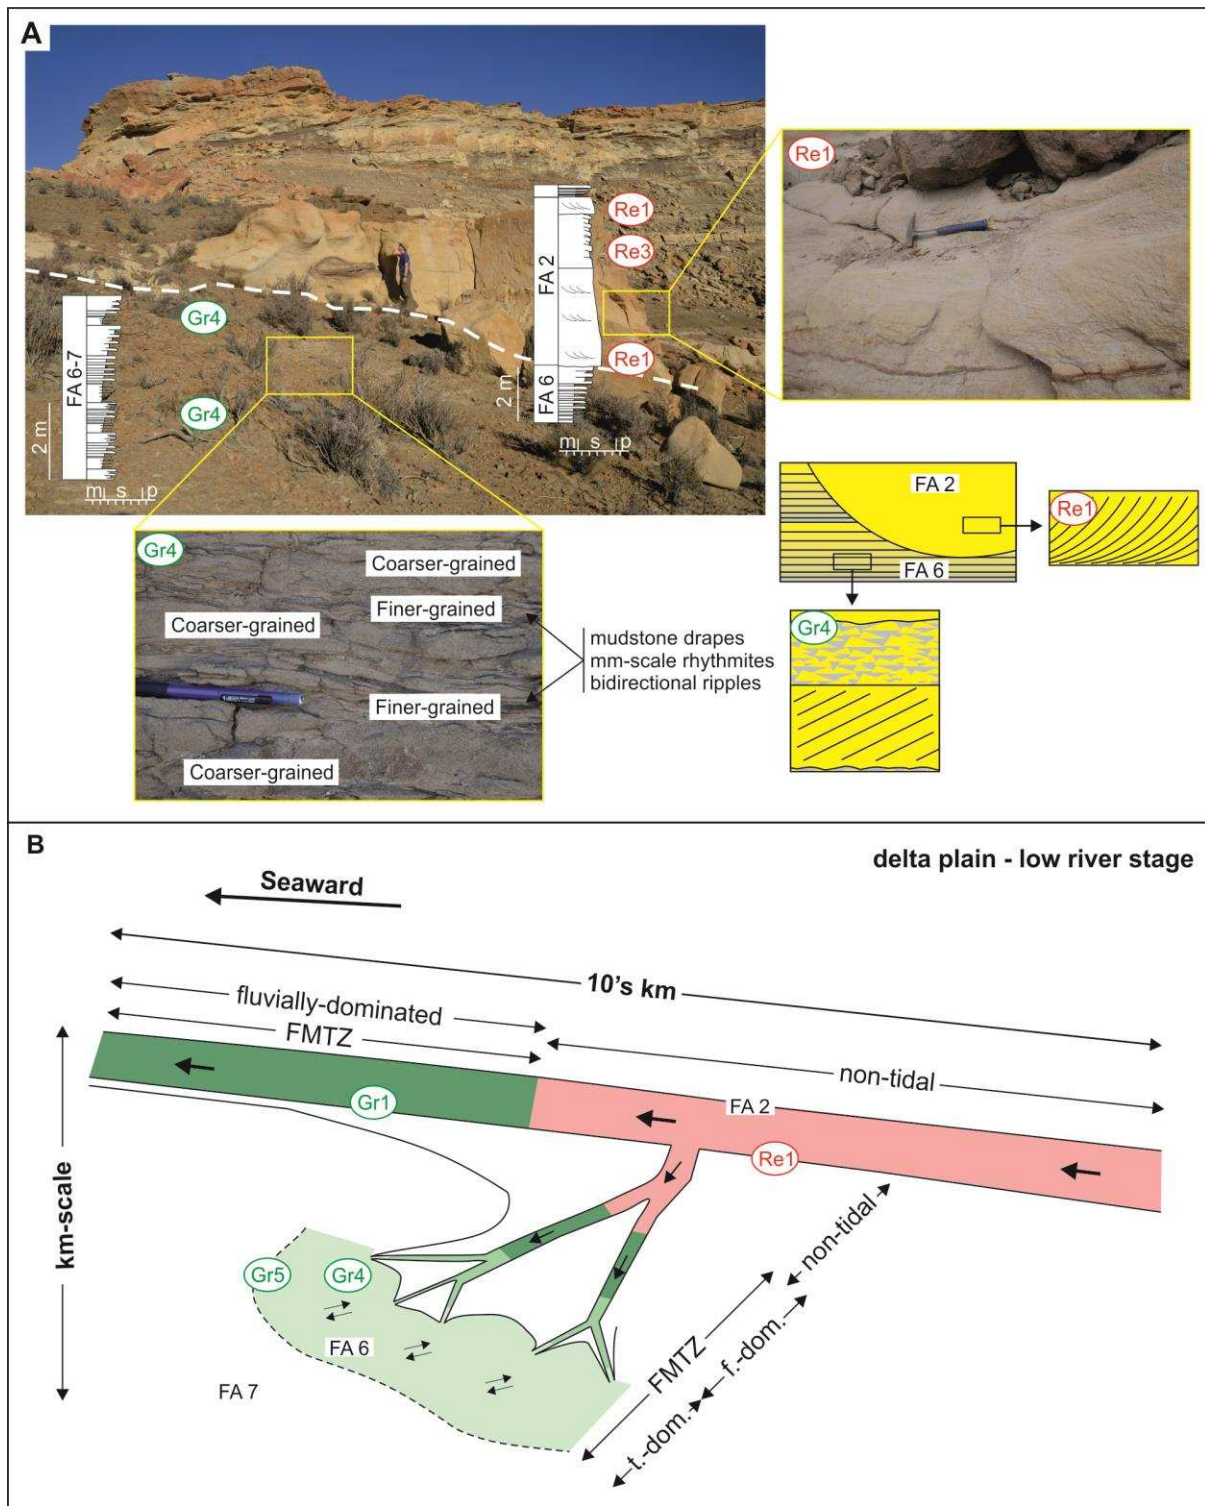 A
Re1
Re1
Re3
FA 2
Gr4
Re1
FA 6-7
FA 6
2 m
Gr4
2 m
m s p
m s p
FA 2
Re1
FA 6
Gr4
Coarser-grained
Finer-grained
Coarser-grained
mudstone drapes
mm-scale rhythmites
bidirectional ripples
Finer-grained
Coarser-grained
Gr4
B
delta plain - low river stage
Seaward
10's km
fluvially-dominated
FMTZ
non-tidal
Gr1
FA 2
Re1
km-scale
non-tidal
Gr5
Gr4
FMTZ
f.-dom.
FA 6
FA 7
t.-dom.